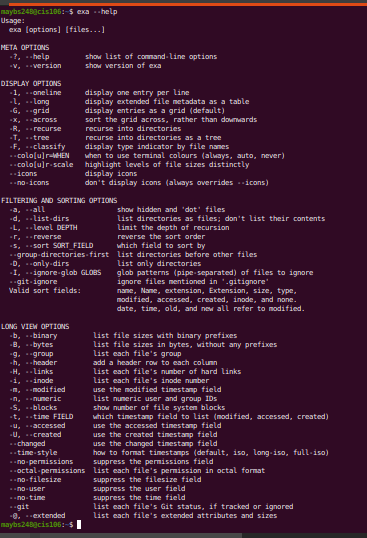 maybs248@cis106:~$ exa --help
Usage:
  exa [options] [files...]

META OPTIONS
  -?, --help         show list of command-line options
  -v, --version      show version of exa

DISPLAY OPTIONS
  -1, --oneline      display one entry per line
  -l, --long         display extended file metadata as a table
  -G, --grid         display entries as a grid (default)
  -x, --across       sort the grid across, rather than downwards
  -R, --recurse      recurse into directories
  -T, --tree         recurse into directories as a tree
  -F, --classify     display type indicator by file names
  --colo[u]r=WHEN    when to use terminal colours (always, auto, never)
  --colo[u]r-scale   highlight levels of file sizes distinctly
  --icons            display icons
  --no-icons         don't display icons (always overrides --icons)

FILTERING AND SORTING OPTIONS
  -a, --all                  show hidden and 'dot' files
  -d, --list-dirs            list directories as files; don't list their contents
  -L, --level DEPTH          limit the depth of recursion
  -r, --reverse              reverse the sort order
  -s, --sort SORT_FIELD      which field to sort by
  --group-directories-first  list directories before other files
  -D, --only-dirs            list only directories
  -I, --ignore-glob GLOBS    glob patterns (pipe-separated) of files to ignore
  --git-ignore               ignore files mentioned in '.gitignore'
  Valid sort fields:         name, Name, extension, Extension, size, type,
                             modified, accessed, created, inode, and none.
                             date, time, old, and new all refer to modified.

LONG VIEW OPTIONS
  -b, --binary         list file sizes with binary prefixes
  -B, --bytes          list file sizes in bytes, without any prefixes
  -g, --group          list each file's group
  -h, --header         add a header row to each column
  -H, --links          list each file's number of hard links
  -i, --inode          list each file's inode number
  -m, --modified       use the modified timestamp field
  -n, --numeric        list numeric user and group IDs
  -S, --blocks         show number of file system blocks
  -t, --time FIELD     which timestamp field to list (modified, accessed, created)
  -u, --accessed       use the accessed timestamp field
  -U, --created        use the created timestamp field
  --changed            use the changed timestamp field
  --time-style         how to format timestamps (default, iso, long-iso, full-iso)
  --no-permissions     suppress the permissions field
  --octal-permissions  list each file's permission in octal format
  --no-filesize        suppress the filesize field
  --no-user            suppress the user field
  --no-time            suppress the time field
  --git                list each file's Git status, if tracked or ignored
  -@, --extended       list each file's extended attributes and sizes
maybs248@cis106:~$